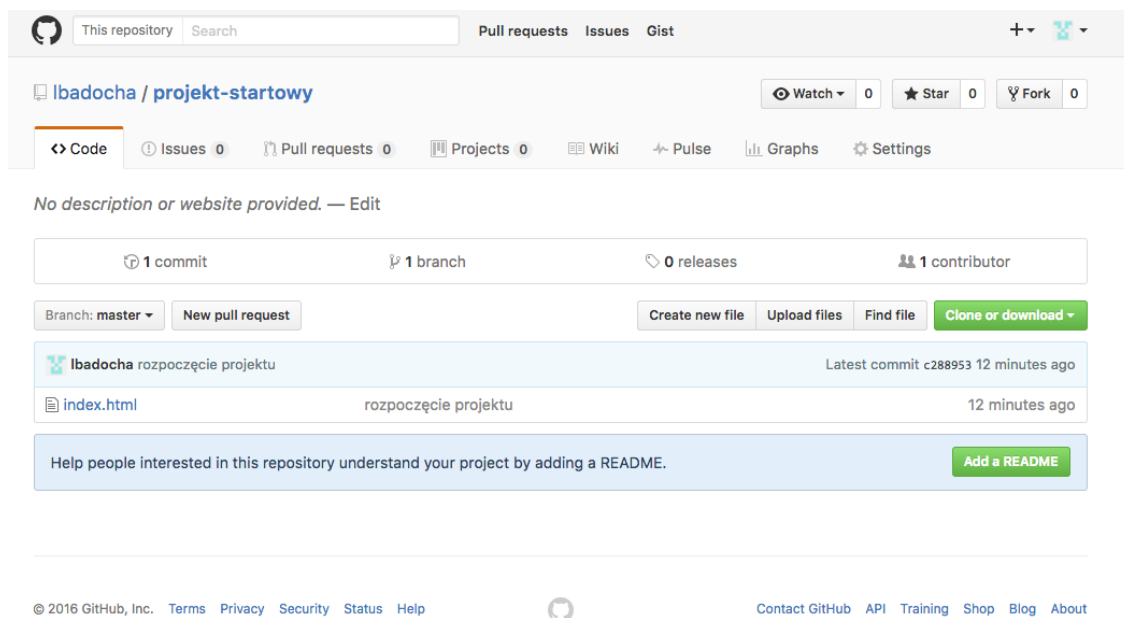 This repository Search Pull requests Issues Gist
lbadocha / projekt-startowy Watch 0 Star 0 Fork 0
Code Issues 0 Pull requests 0 Projects 0 Wiki Pulse Graphs Settings
No description or website provided. — Edit
1 commit 1 branch 0 releases 1 contributor
Branch: master New pull request Create new file Upload files Find file Clone or download
lbadocha rozpoczęcie projektu Latest commit c288953 12 minutes ago
index.html rozpoczęcie projektu 12 minutes ago
Help people interested in this repository understand your project by adding a README. Add a README
© 2016 GitHub, Inc. Terms Privacy Security Status Help Contact GitHub API Training Shop Blog About